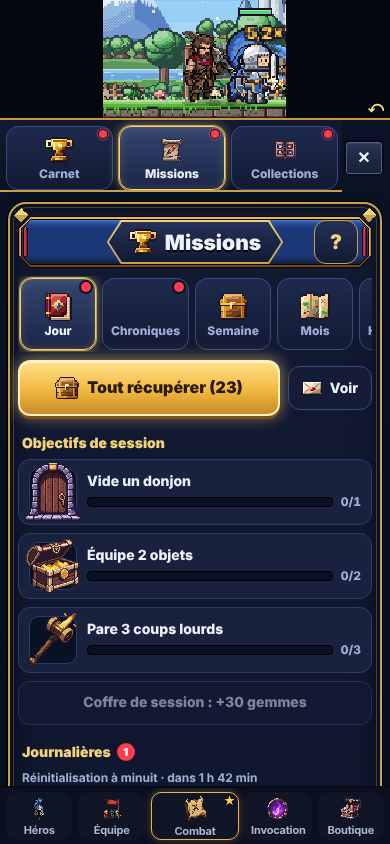 5,2
Carnet
Missions
Collections
×
Missions
?
Jour
Chroniques
Semaine
Mois
Tout récupérer (23)
Voir
Objectifs de session
Vide un donjon
0/1
Équipe 2 objets
0/2
Pare 3 coups lourds
0/3
Coffre de session : +30 gemmes
Journalières 1
Réinitialisation à minuit · dans 1 h 42 min
Héros
Équipe
Combat
Invocation
Boutique